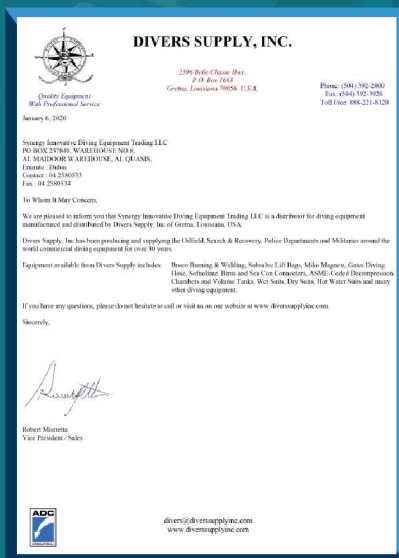 DIVERS SUPPLY, INC.
2396 Belle Chasse Hwy.
P. O. Box 1663
Gretna, Louisiana 70056 U.S.A.
Quality Equipment
With Professional Service
Phone: (504) 392-2800
Fax: (504) 392-3920
Toll Free: 888-221-8120
January 6, 2020
Synergy Innovative Diving Equipment Trading LLC
PO BOX 237849, WAREHOUSE NO.8,
AL MAIDOOR WAREHOUSE, AL QUASIS,
Emirate : Dubai
Contact : 04 2580533
Fax : 04 2580534
To Whom It May Concern,
We are pleased to inform you that Synergy Innovative Diving Equipment Trading LLC is a distributor for diving equipment
manufactured and distributed by Divers Supply, Inc of Gretna, Louisiana, USA.
Divers Supply, Inc has been producing and supplying the Oilfield, Search & Recovery, Police Departments and Militaries around the
world commercial diving equipment for over 30 years.
Equipment available from Divers Supply includes: Broco Burning & Welding, Subsalve Lift Bags, Miko Magnets, Gates Diving
Hose, Sofnolime, Birns and Sea Con Connectors, ASME-Coded Decompression
Chambers and Volume Tanks, Wet Suits, Dry Suits, Hot Water Suits and many
other diving equipment.
If you have any questions, please do not hesitate to call or visit us on our website at www.diverssupplyinc.com.
Sincerely,
Robert Mistretta
Vice President / Sales
ADC
INTERNATIONAL
divers@diverssupplyinc.com
www.diverssupplyinc.com